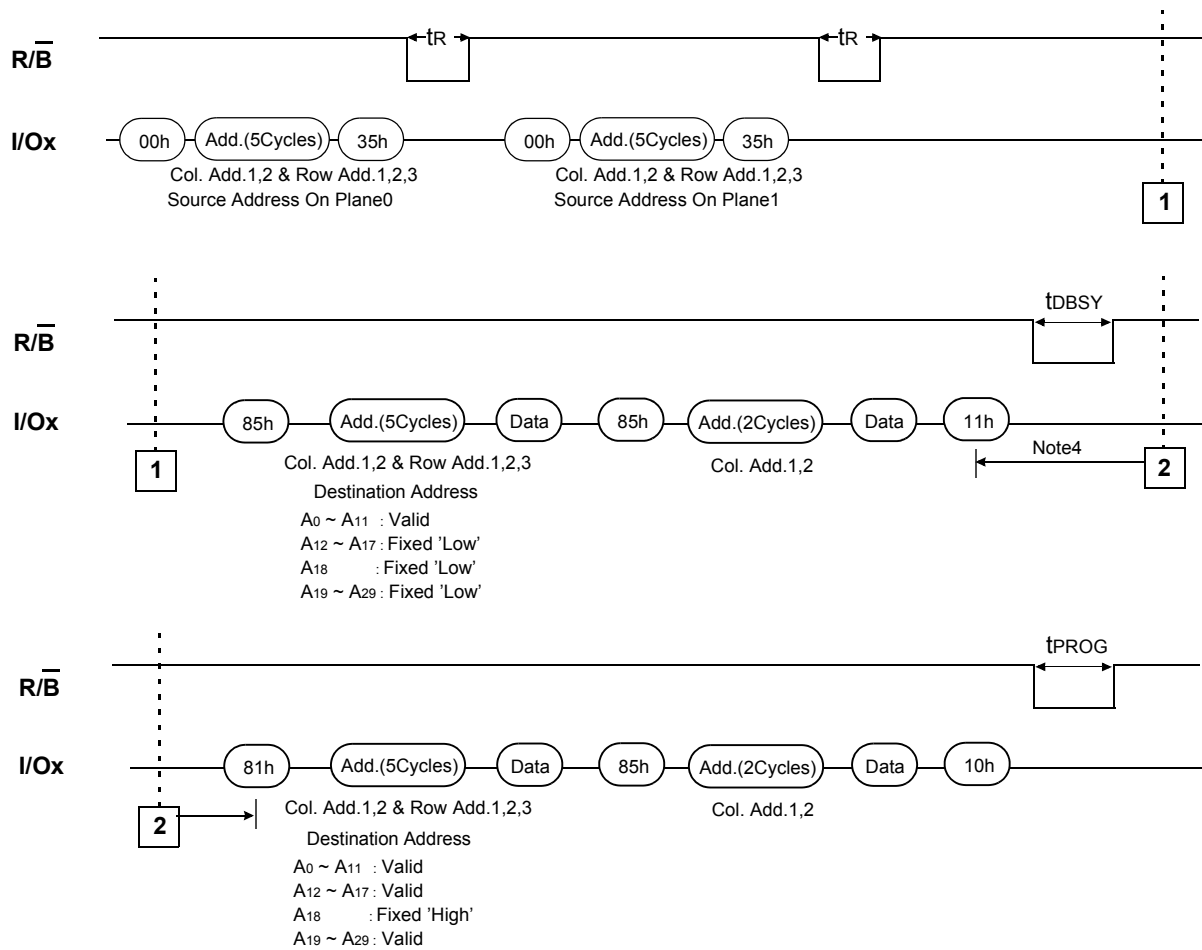 tR tR
R/B
I/Ox 00h Add.(5Cycles) 35h 00h Add.(5Cycles) 35h
Col. Add.1,2 & Row Add.1,2,3 Col. Add.1,2 & Row Add.1,2,3
Source Address On Plane0 Source Address On Plane1
1
tDBSY
R/B
I/Ox 85h Add.(5Cycles) Data 85h Add.(2Cycles) Data 11h
Note4
1 Col. Add.1,2 & Row Add.1,2,3 Col. Add.1,2 2
Destination Address
A0 ~ A11 : Valid
A12 ~ A17 : Fixed 'Low'
A18 : Fixed 'Low'
A19 ~ A29 : Fixed 'Low'
tPROG
R/B
I/Ox 81h Add.(5Cycles) Data 85h Add.(2Cycles) Data 10h
2 Col. Add.1,2 & Row Add.1,2,3 Col. Add.1,2
Destination Address
A0 ~ A11 : Valid
A12 ~ A17 : Valid
A18 : Fixed 'High'
A19 ~ A29 : Valid